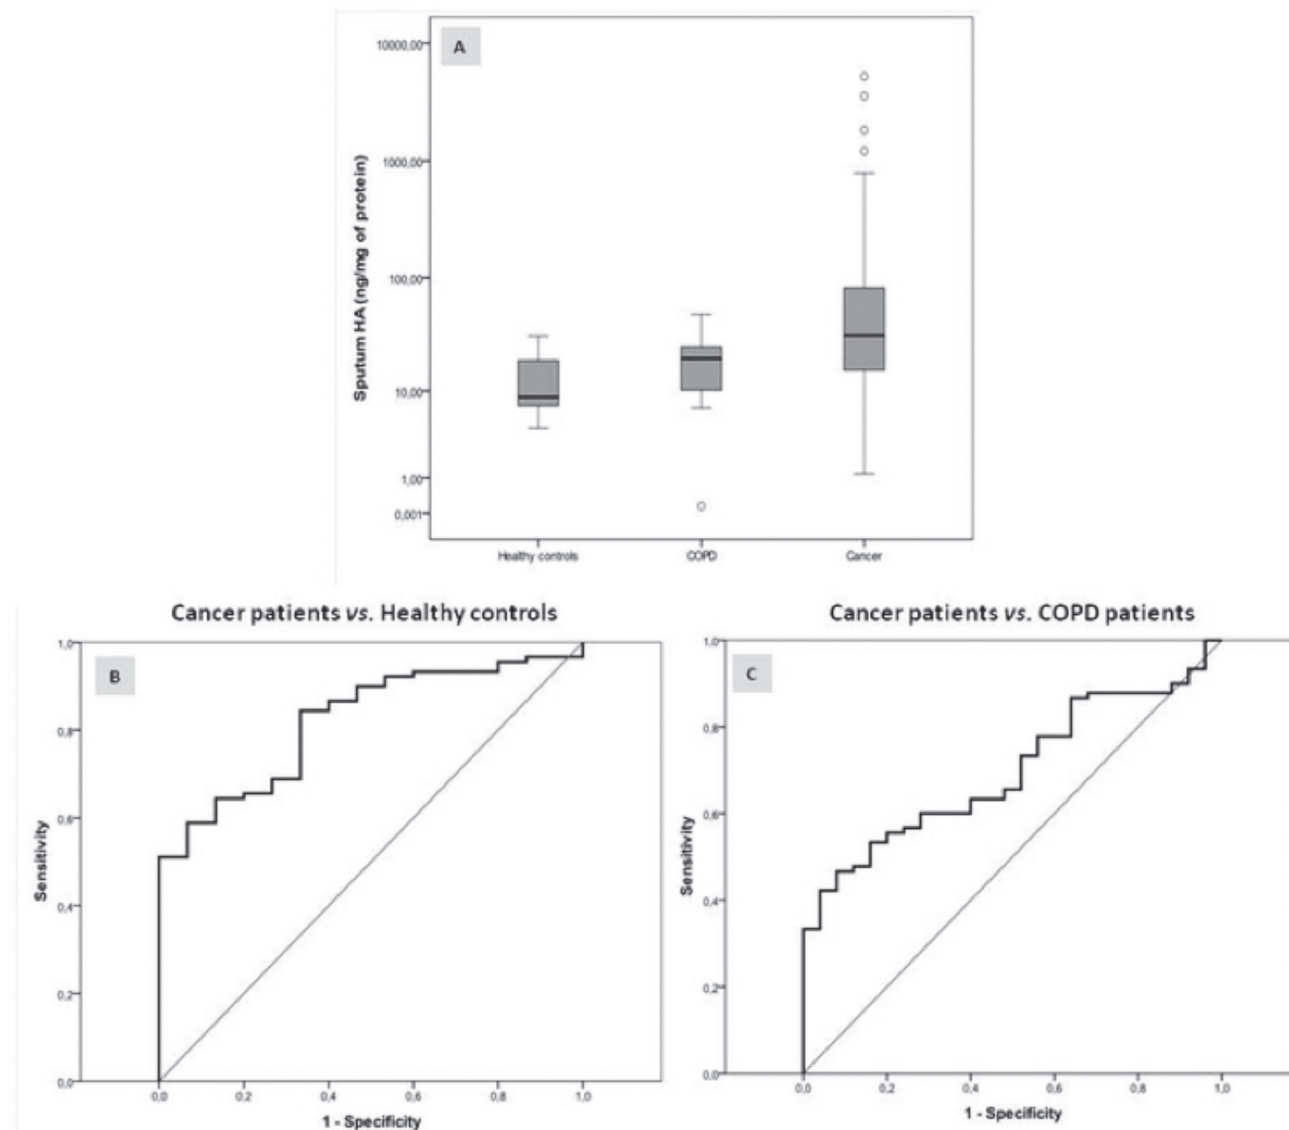 A
10000,00
1000,00
100,00
10,00
1,00
0,001
Sputum HA (ng/mg of protein)
Healthy controls COPD Cancer
Cancer patients vs. Healthy controls
B
1,0
0,8
0,6
0,4
0,2
0,0
Sensitivity
0,0 0,2 0,4 0,6 0,8 1,0
1 - Specificity
Cancer patients vs. COPD patients
C
1,0
0,8
0,6
0,4
0,2
0,0
Sensitivity
0,0 0,2 0,4 0,6 0,8 1,0
1 - Specificity